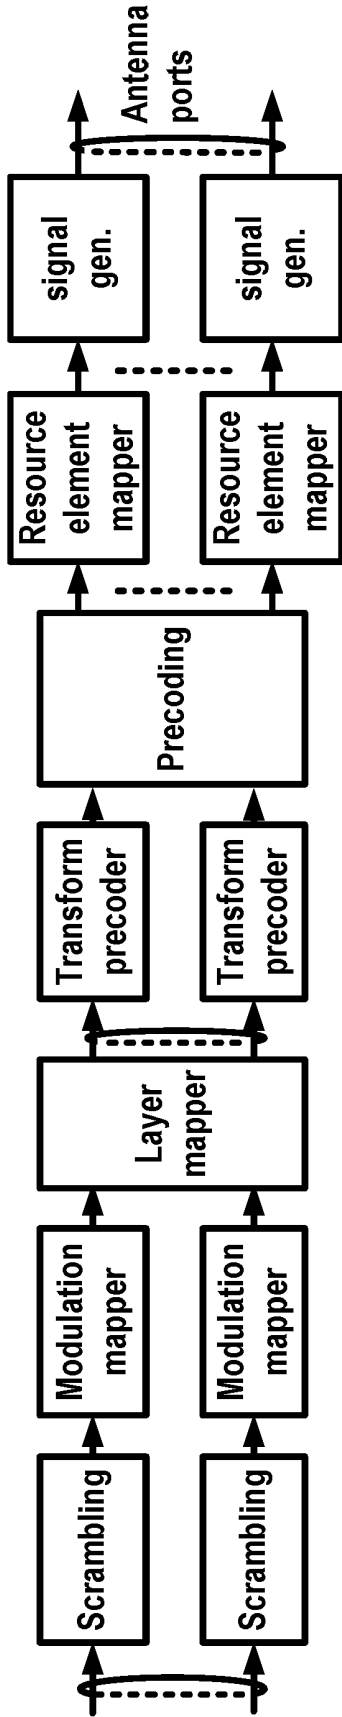 Scrambling
Modulation
mapper
Layer
mapper
Transform
precoder
Precoding
Resource
element
mapper
signal
gen.
Antenna
ports
Scrambling
Modulation
mapper
Transform
precoder
Resource
element
mapper
signal
gen.